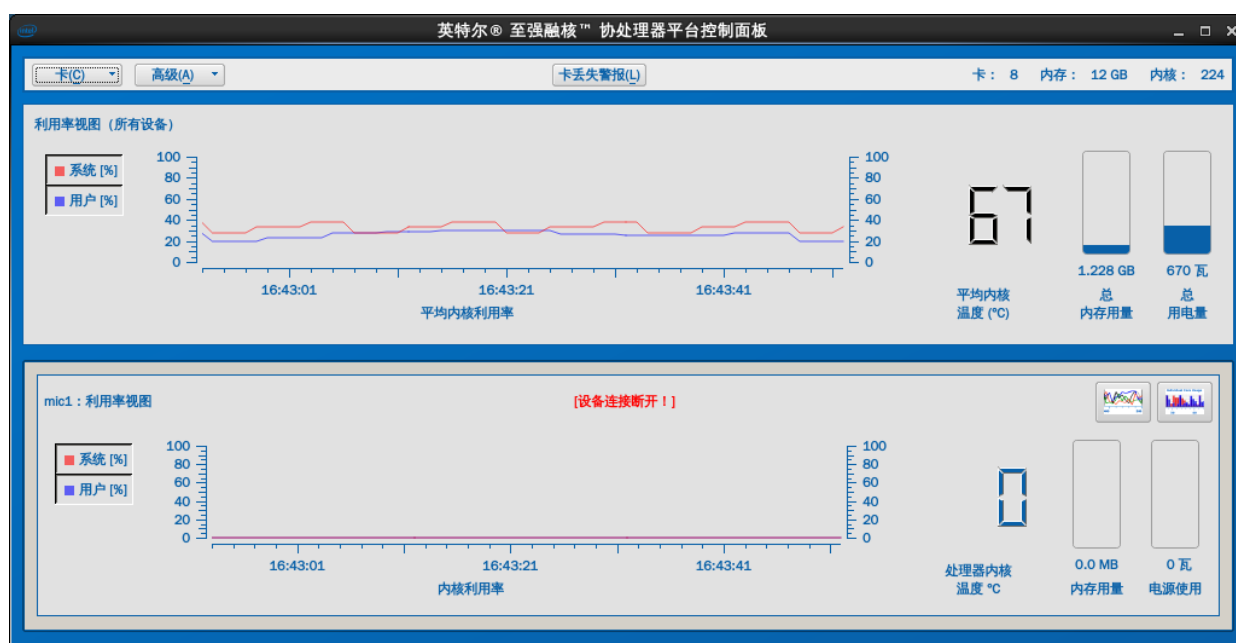 英特尔® 至强融核™ 协处理器平台控制面板
卡(C) 高级(A) 卡丢失警报(L) 卡： 8 内存： 12 GB 内核： 224
利用率视图（所有设备）
系统 [%]
用户 [%]
100
80
60
40
20
0
100
80
60
40
20
0
16:43:01 16:43:21 16:43:41
平均内核利用率
67
平均内核
温度 (ºC)
1.228 GB
总
内存用量
670 瓦
总
用电量
mic1：利用率视图
[设备连接断开！]
系统 [%]
用户 [%]
100
80
60
40
20
0
100
80
60
40
20
0
16:43:01 16:43:21 16:43:41
内核利用率
0
处理器内核
温度 ºC
0.0 MB
内存用量
0 瓦
电源使用